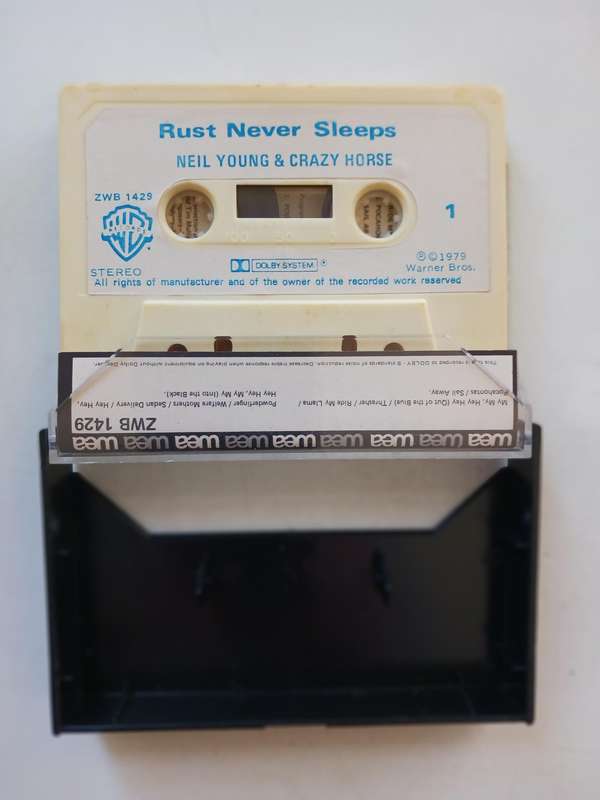 Rust Never Sleeps
NEIL YOUNG & CRAZY HORSE
ZWB 1429
1
WB
RECORDS
DOLBY SYSTEM ®
STEREO
℗©1979
Warner Bros.
All rights of manufacturer and of the owner of the recorded work reserved
wea wea wea wea wea wea wea wea wea
ZWB 1429
My My, Hey Hey (Out of the Blue) / Thrasher / Ride My Llama /
Pocahontas / Sail Away.
Powderfinger / Welfare Mothers / Sedan Delivery / Hey, Hey,
Hey, My My (Into the Black).